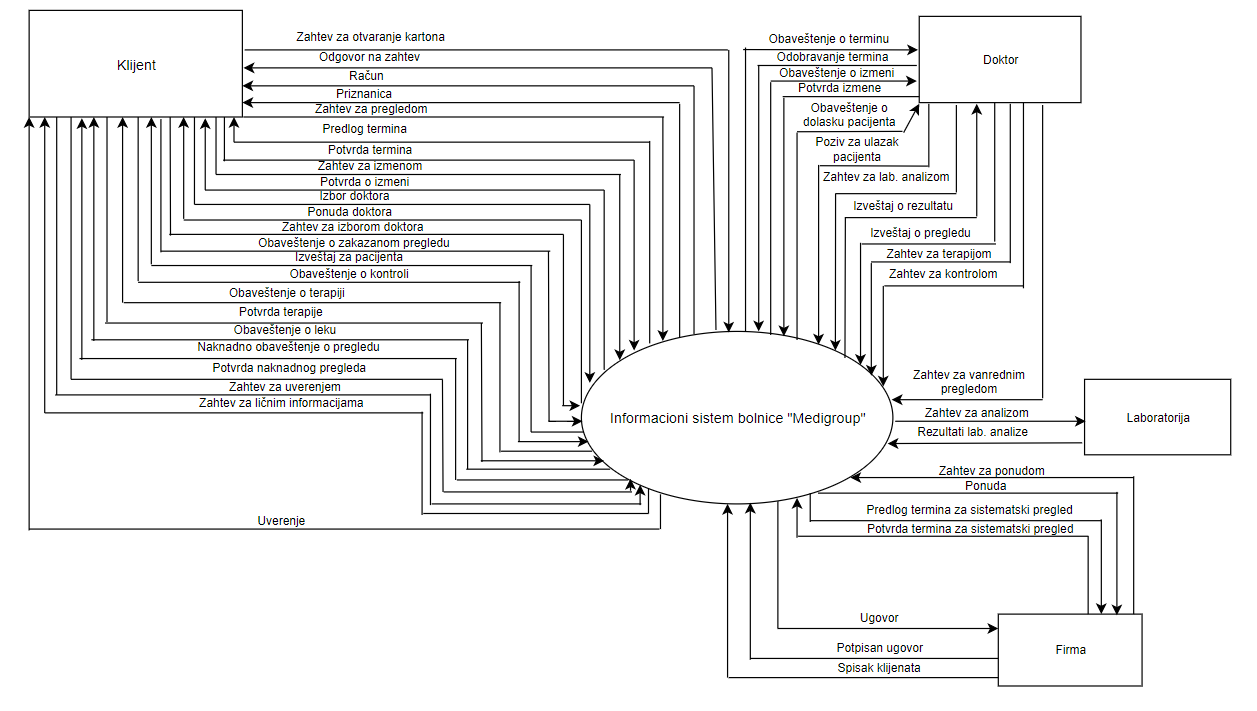 Klijent
Zahtev za otvaranje kartona
Odgovor na zahtev
Račun
Priznanica
Zahtev za pregledom
Predlog termina
Potvrda termina
Zahtev za izmenom
Potvrda o izmeni
Izbor doktora
Ponuda doktora
Zahtev za izborom doktora
Obaveštenje o zakazanom pregledu
Izveštaj za pacijenta
Obaveštenje o kontroli
Obaveštenje o terapiji
Potvrda terapije
Obaveštenje o leku
Naknadno obaveštenje o pregledu
Potvrda naknadnog pregleda
Zahtev za uverenjem
Zahtev za ličnim informacijama
Uverenje
Informacioni sistem bolnice "Medigroup"
Doktor
Obaveštenje o terminu
Odobravanje termina
Obaveštenje o izmeni
Potvrda izmene
Obaveštenje o
dolasku pacijenta
Poziv za ulazak
pacijenta
Zahtev za lab. analizom
Izveštaj o rezultatu
Izveštaj o pregledu
Zahtev za terapijom
Zahtev za kontrolom
Zahtev za vanrednim
pregledom
Zahtev za analizom
Rezultati lab. analize
Laboratorija
Zahtev za ponudom
Ponuda
Predlog termina za sistematski pregled
Potvrda termina za sistematski pregled
Ugovor
Potpisan ugovor
Spisak klijenata
Firma